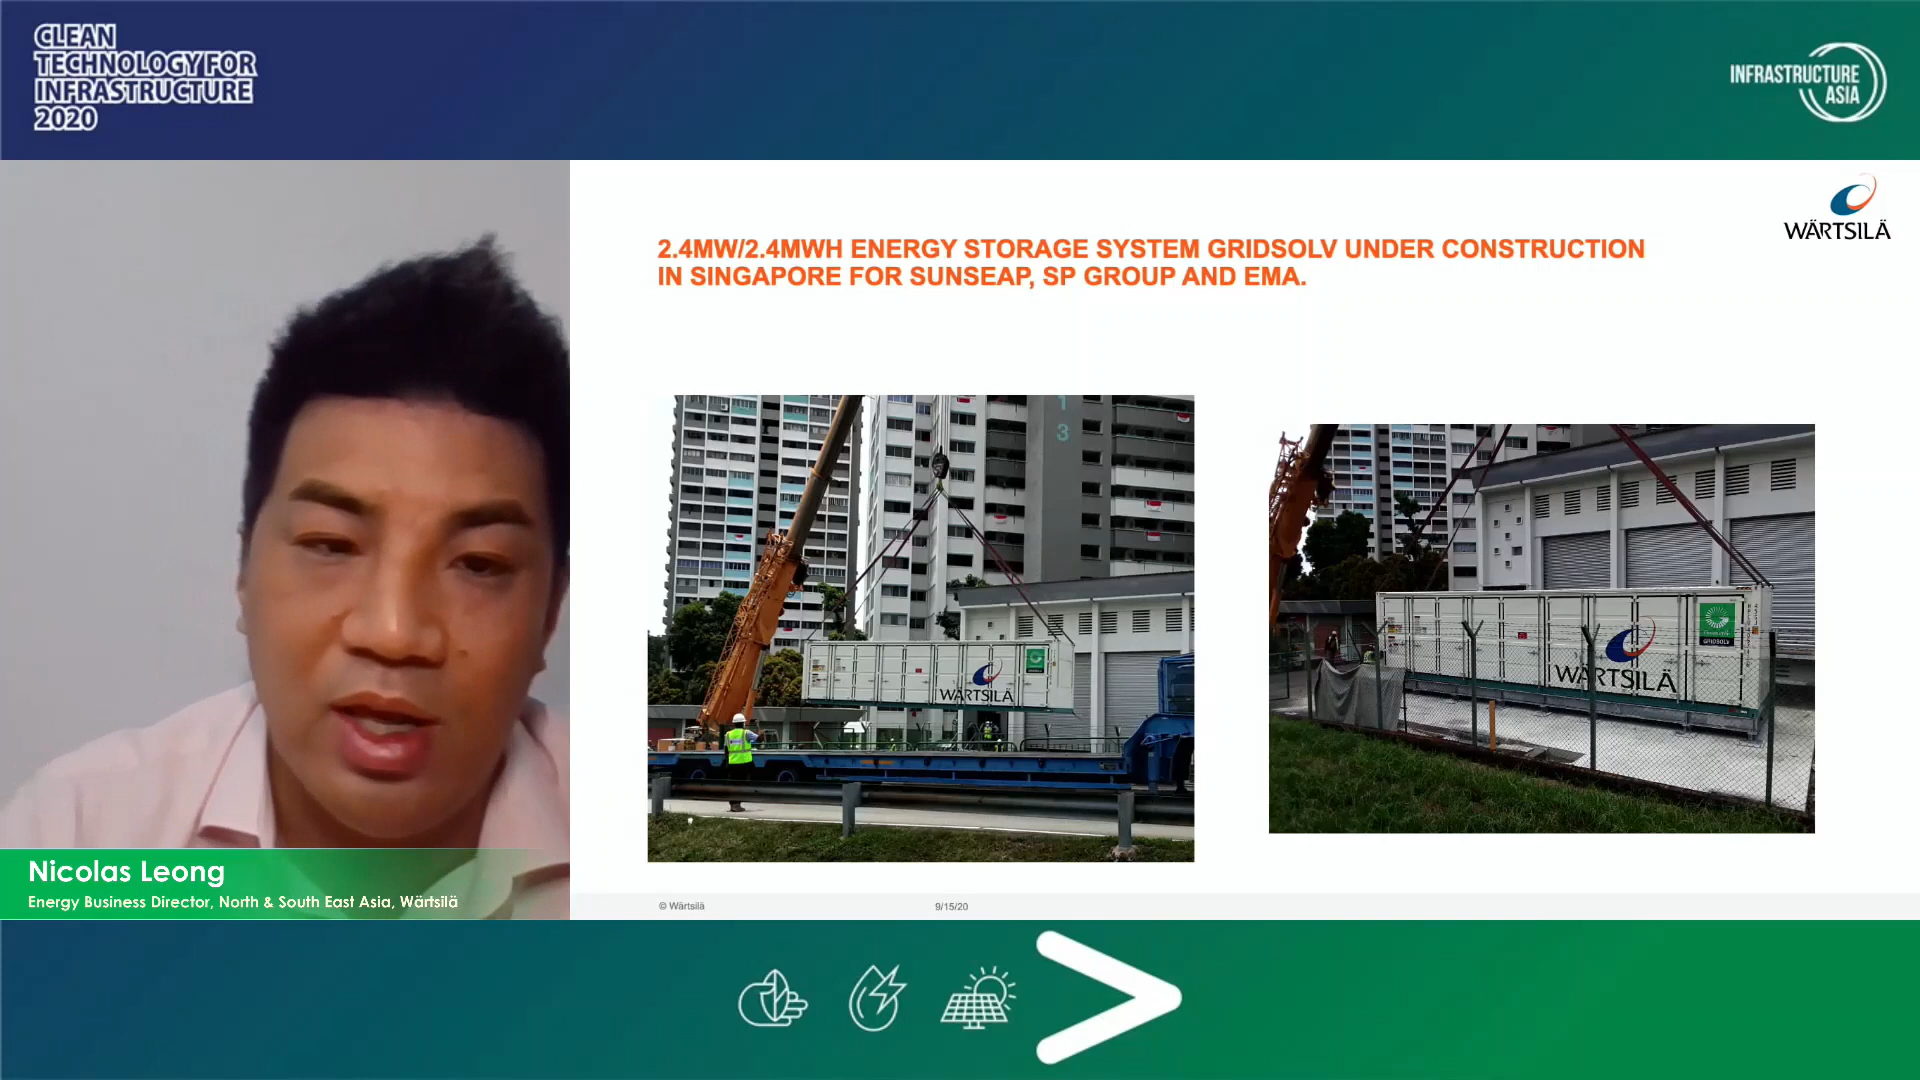 CLEAN
TECHNOLOGY FOR
INFRASTRUCTURE
2020
INFRASTRUCTURE
ASIA
WÄRTSILÄ
2.4MW/2.4MWH ENERGY STORAGE SYSTEM GRIDSOLV UNDER CONSTRUCTION
IN SINGAPORE FOR SUNSEAP, SP GROUP AND EMA.
13
WÄRTSILÄ
WÄRTSILÄ
GRIDSOLV
Nicolas Leong
Energy Business Director, North & South East Asia, Wärtsilä
© Wärtsilä
9/15/20